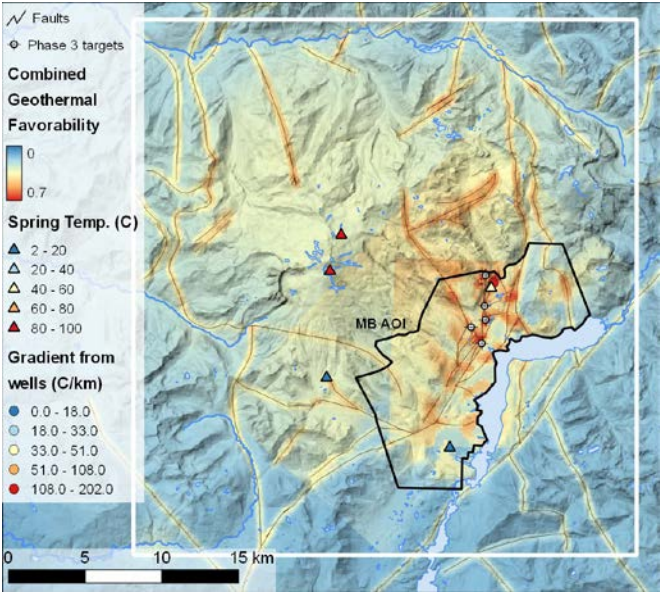 Faults
Phase 3 targets
Combined
Geothermal
Favorability
0
0.7
Spring Temp. (C)
2 - 20
20 - 40
40 - 60
60 - 80
80 - 100
Gradient from
wells (C/km)
0.0 - 18.0
18.0 - 33.0
33.0 - 51.0
51.0 - 108.0
108.0 - 202.0
MB AOI
0 5 10 15 km